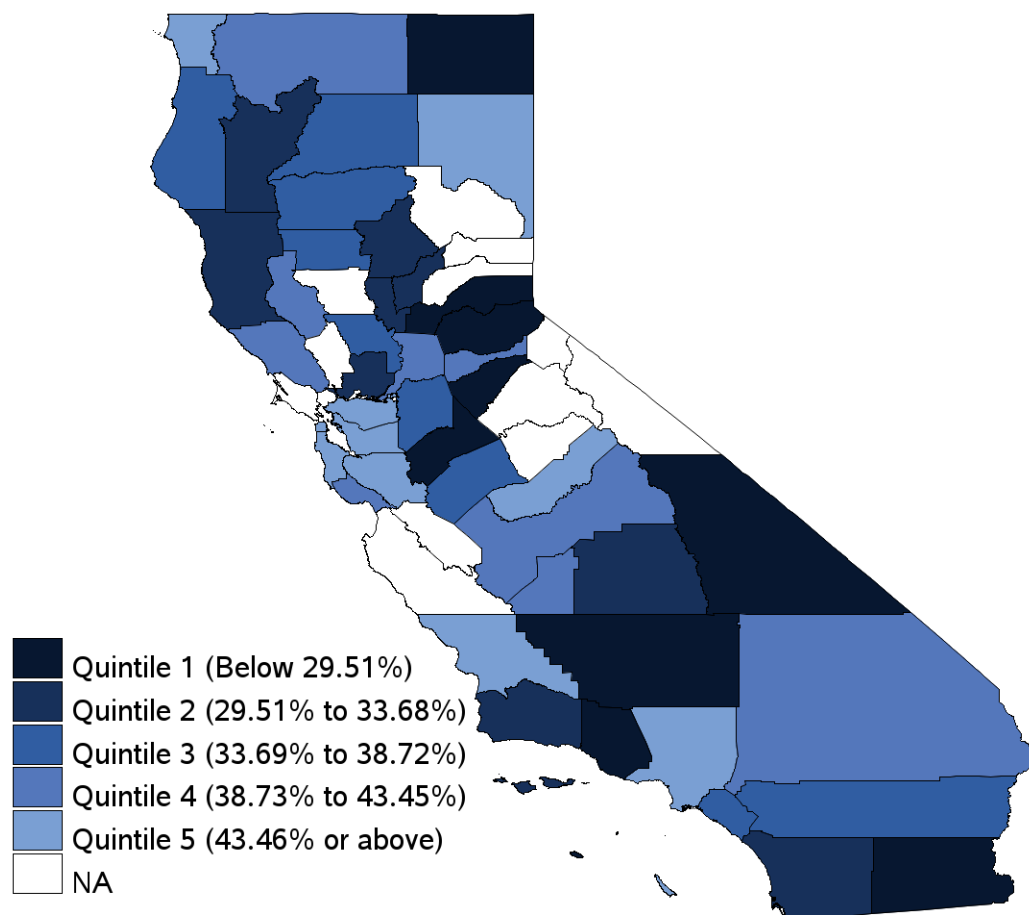 Quintile 1 (Below 29.51%)
Quintile 2 (29.51% to 33.68%)
Quintile 3 (33.69% to 38.72%)
Quintile 4 (38.73% to 43.45%)
Quintile 5 (43.46% or above)
NA